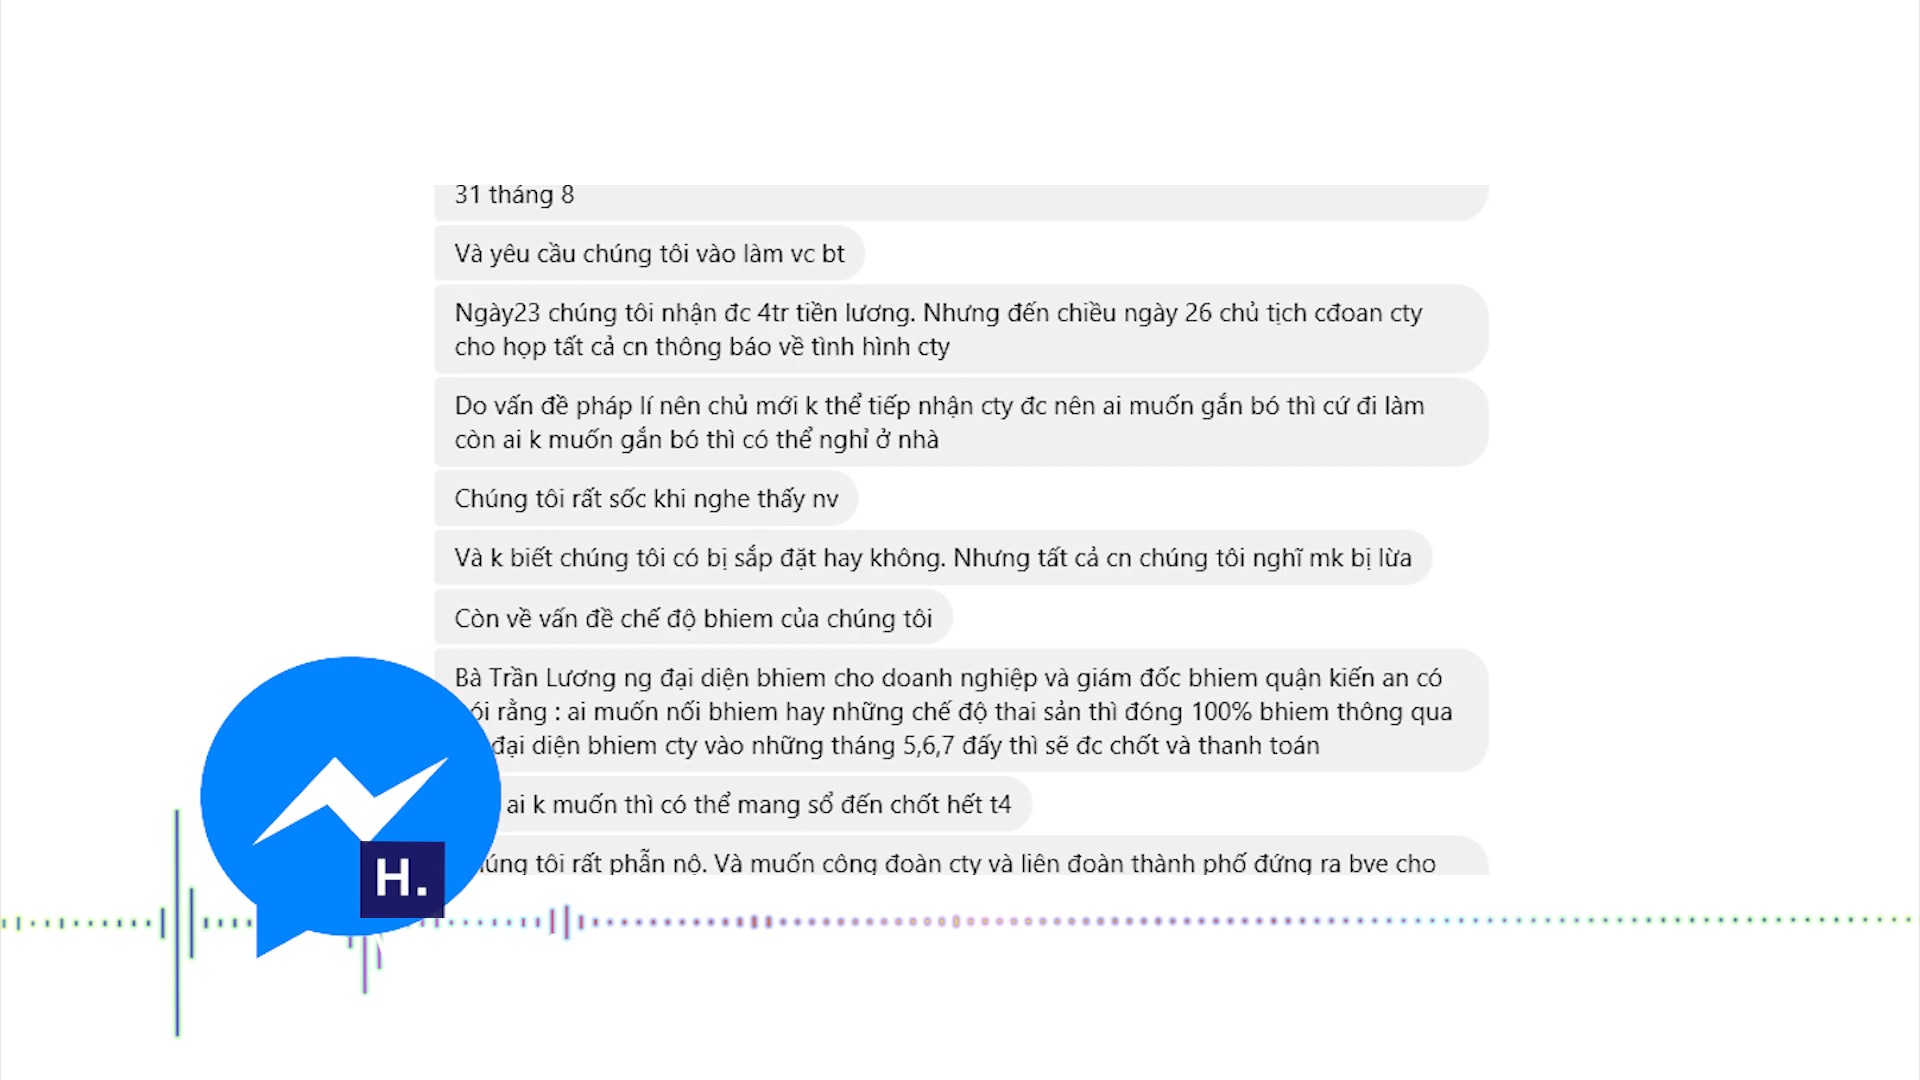 31 tháng 8
Và yêu cầu chúng tôi vào làm vc bt
Ngày23 chúng tôi nhận đc 4tr tiền lương. Nhưng đến chiều ngày 26 chủ tịch cđoan cty
cho họp tất cả cn thông báo về tình hình cty
Do vấn đề pháp lí nên chủ mới k thể tiếp nhận cty đc nên ai muốn gắn bó thì cứ đi làm
còn ai k muốn gắn bó thì có thể nghỉ ở nhà
Chúng tôi rất sốc khi nghe thấy nv
Và k biết chúng tôi có bị sắp đặt hay không. Nhưng tất cả cn chúng tôi nghĩ mk bị lừa
Còn về vấn đề chế độ bhiem của chúng tôi
Bà Trần Lương ng đại diện bhiem cho doanh nghiệp và giám đốc bhiem quận kiến an có
rằng : ai muốn nối bhiem hay những chế độ thai sản thì đóng 100% bhiem thông qua
đại diện bhiem cty vào những tháng 5,6,7 đấy thì sẽ đc chốt và thanh toán
ai k muốn thì có thể mang sổ đến chốt hết t4
tôi rất phẫn nộ. Và muốn công đoàn cty và liên đoàn thành phố đứng ra bve cho
H.